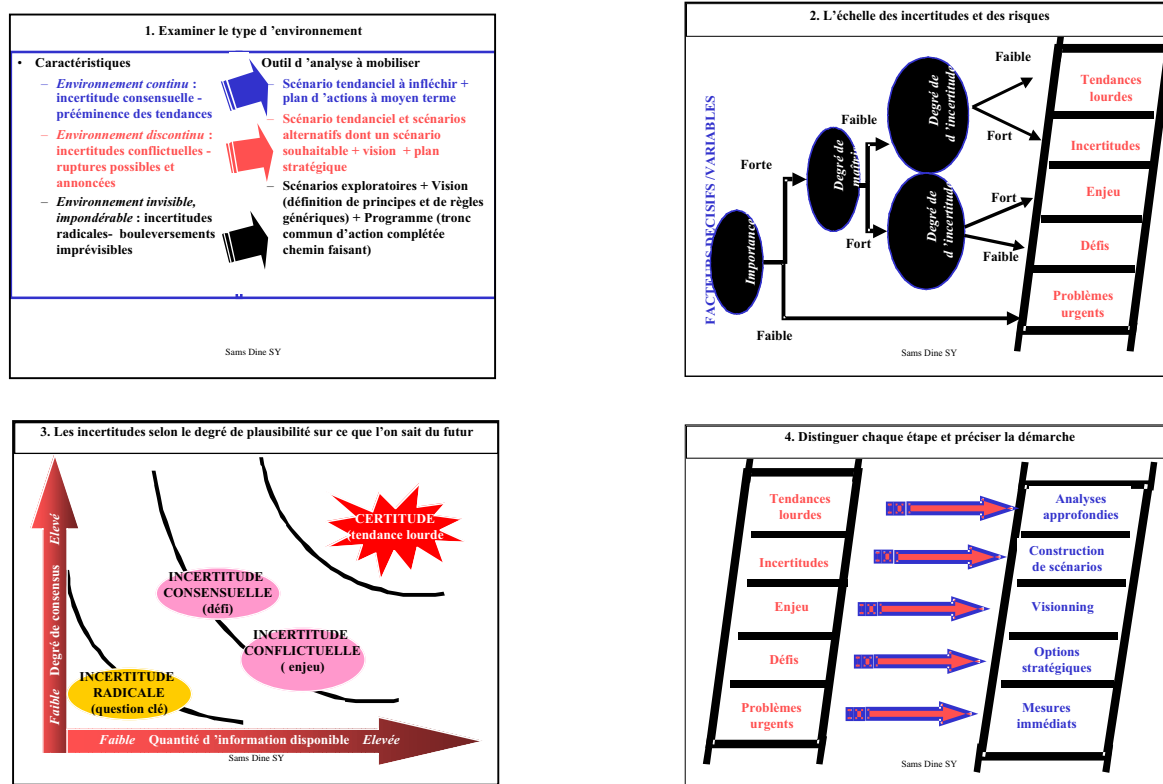 1. Examiner le type d ’environnement
• Caractéristiques
– Environnement continu :
incertitude consensuelle -
prééminence des tendances
– Environnement discontinu :
incertitudes conflictuelles -
ruptures possibles et
annoncées
– Environnement invisible,
impondérable : incertitudes
radicales- bouleversements
imprévisibles
Outil d ’analyse à mobiliser
– Scénario tendanciel à infléchir +
plan d ’actions à moyen terme
– Scénario tendanciel et scénarios
alternatifs dont un scénario
souhaitable + vision + plan
stratégique
– Scénarios exploratoires + Vision
(définition de principes et de règles
génériques) + Programme (tronc
commun d’action complétée
chemin faisant)
Sams Dine SY
2. L’échelle des incertitudes et des risques
FACTEURS DECISIFS /VARIABLES
Importance
Forte
Faible
Degré de
maîtrise
Faible
Fort
Degré de
d ’incertitude
Degré de
d ’incertitude
Faible
Fort
Fort
Faible
Tendances
lourdes
Incertitudes
Enjeu
Défis
Problèmes
urgents
Sams Dine SY
3. Les incertitudes selon le degré de plausibilité sur ce que l’on sait du futur
Faible Degré de consensus Elevé
CERTITUDE
(tendance lourde
INCERTITUDE
CONSENSUELLE
(défi)
INCERTITUDE
CONFLICTUELLE
( enjeu)
INCERTITUDE
RADICALE
(question clé)
Faible Quantité d ’information disponible Elevée
Sams Dine SY
4. Distinguer chaque étape et préciser la démarche
Tendances
lourdes
Incertitudes
Enjeu
Défis
Problèmes
urgents
Analyses
approfondies
Construction
de scénarios
Visionning
Options
stratégiques
Mesures
immédiats
Sams Dine SY